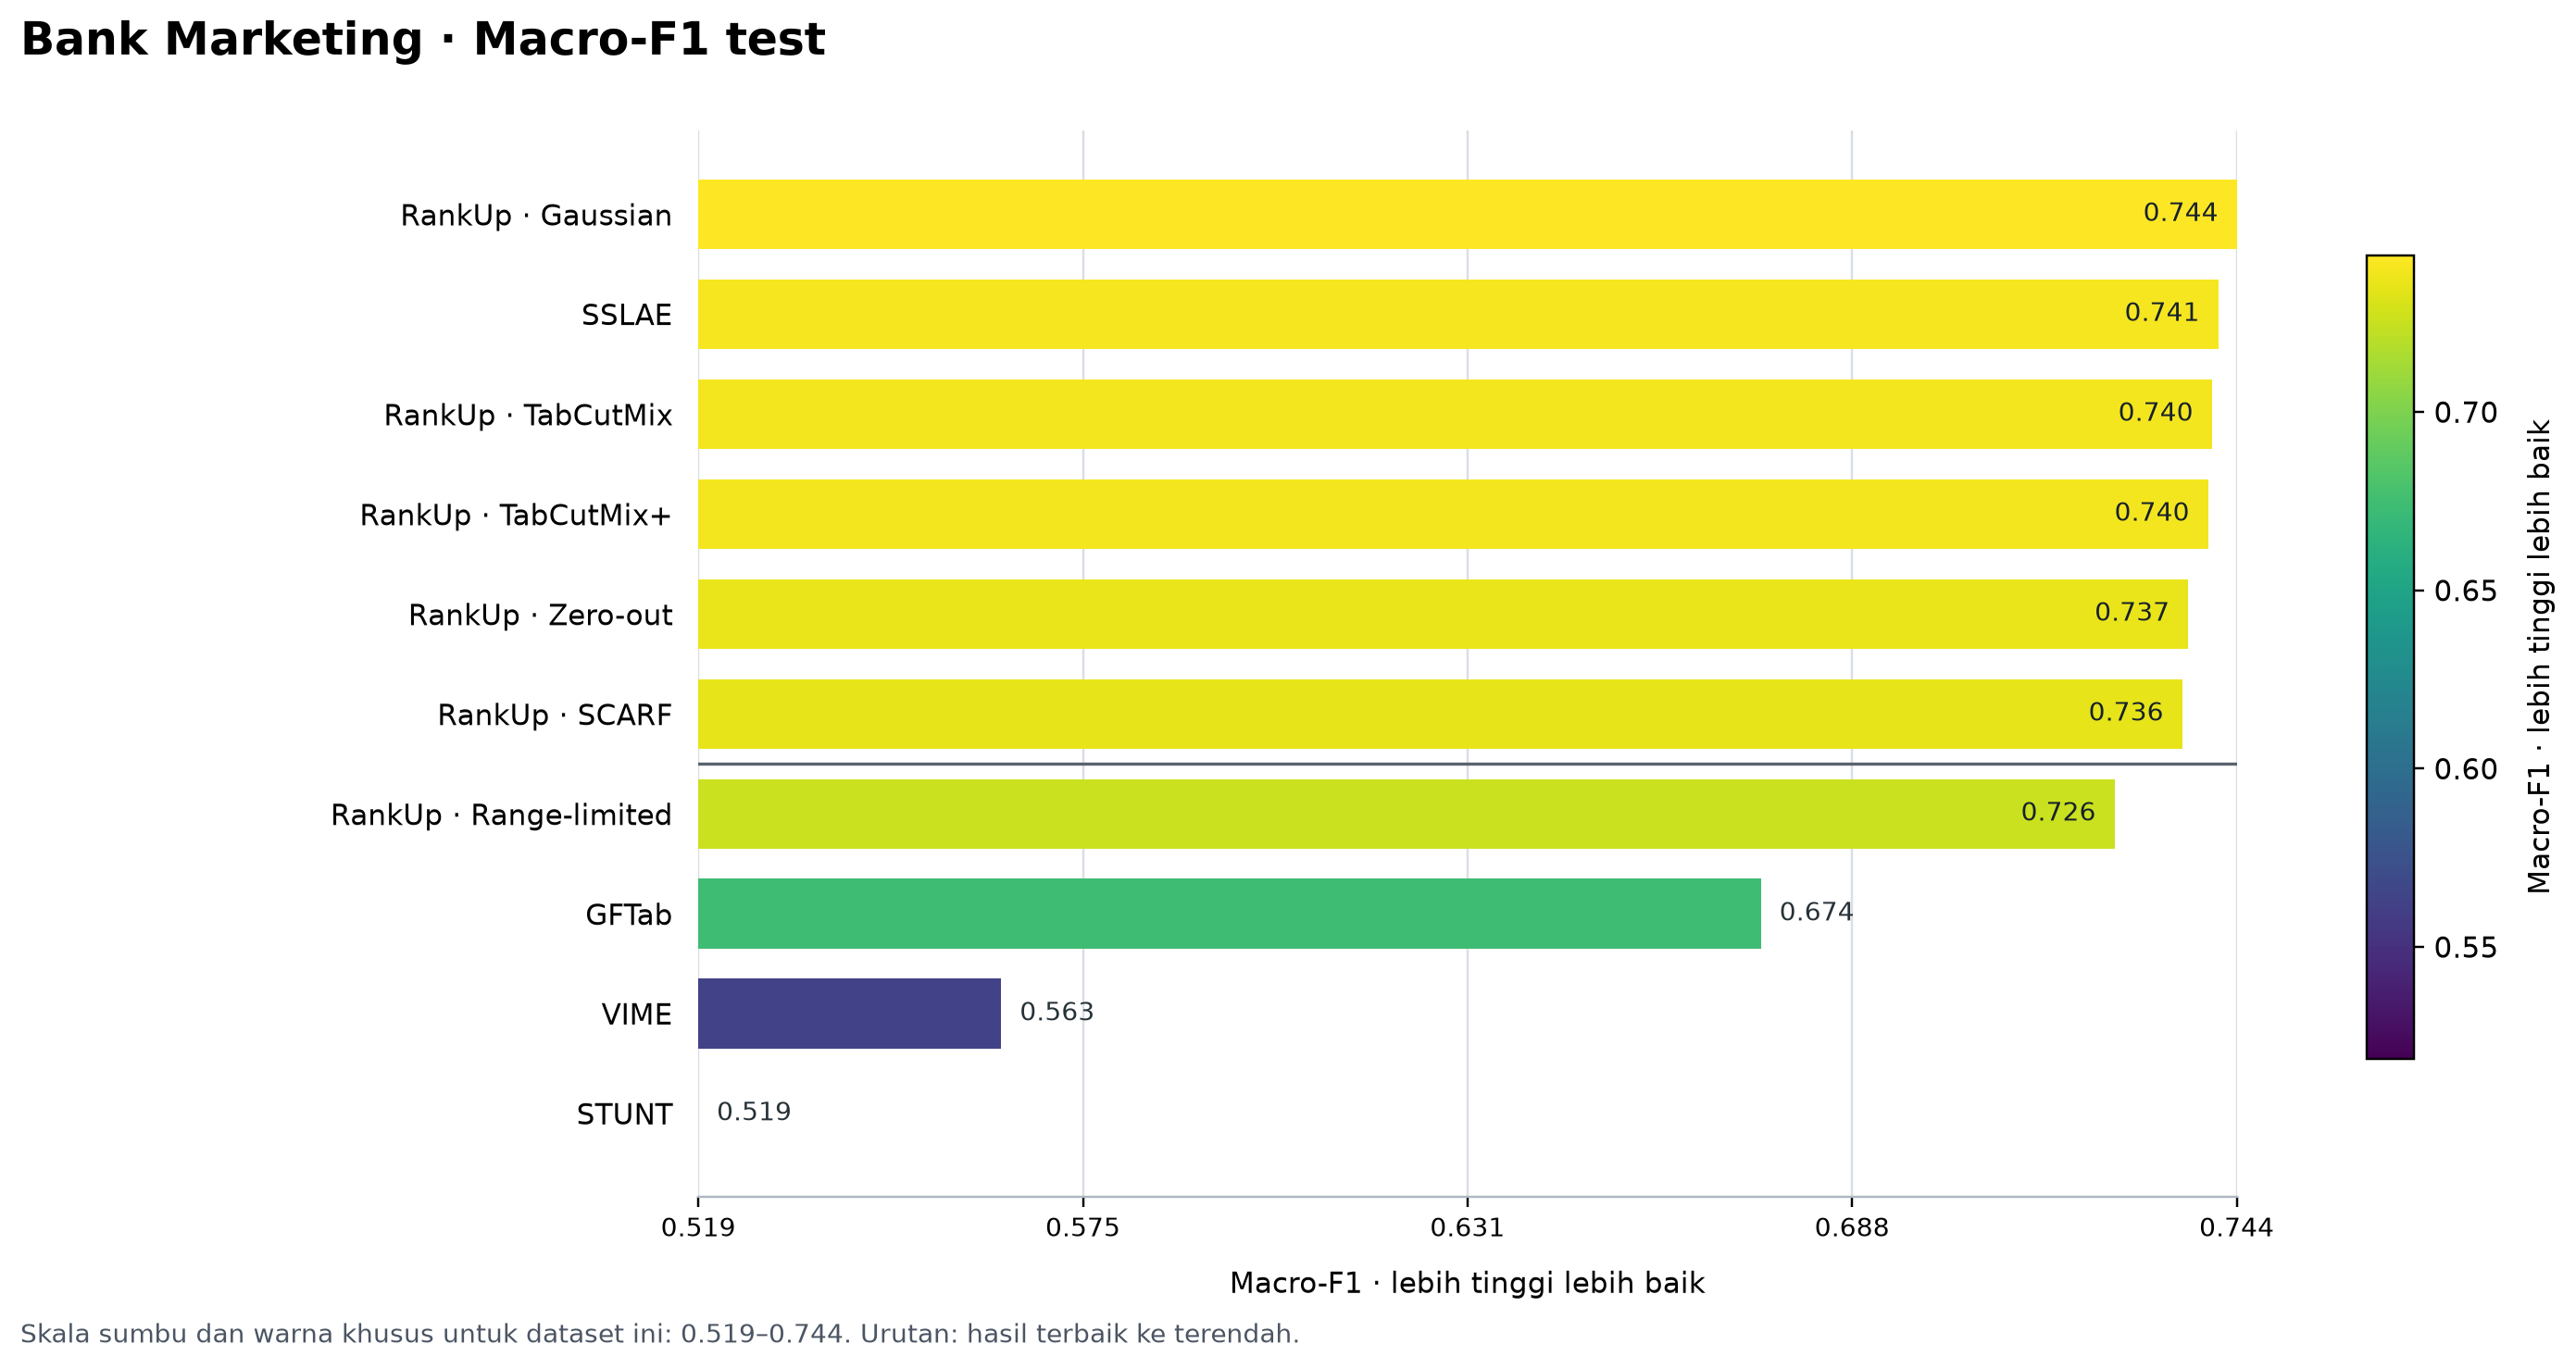 Bank Marketing · Macro-F1 test
RankUp · Gaussian
0.744
SSLAE
0.741
RankUp · TabCutMix
0.740
RankUp · TabCutMix+
0.740
RankUp · Zero-out
0.737
RankUp · SCARF
0.736
RankUp · Range-limited
0.726
GFTab
0.674
VIME
0.563
STUNT
0.519
0.519
0.575
0.631
0.688
0.744
Macro-F1 · lebih tinggi lebih baik
0.70
0.65
0.60
0.55
Macro-F1 · lebih tinggi lebih baik
Skala sumbu dan warna khusus untuk dataset ini: 0.519–0.744. Urutan: hasil terbaik ke terendah.